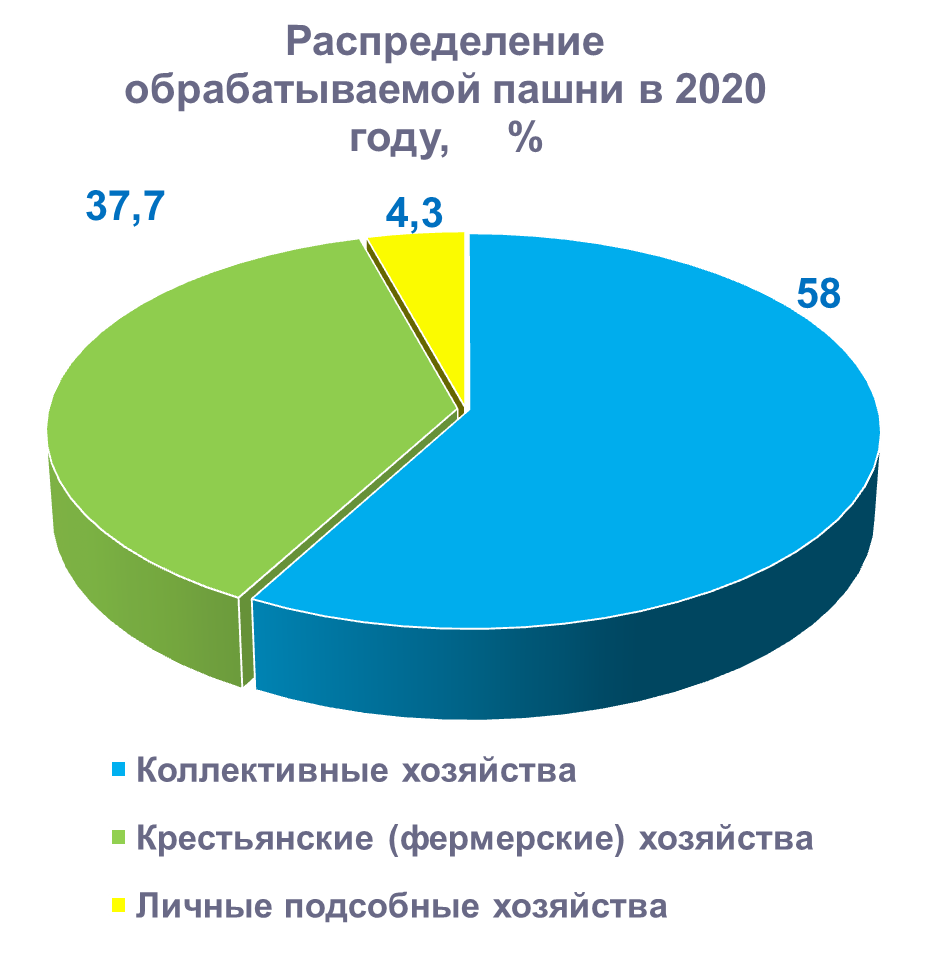 Распределение
обрабатываемой пашни в 2020
году, %
37,7
4,3
58
Коллективные хозяйства
Крестьянские (фермерские) хозяйства
Личные подсобные хозяйства